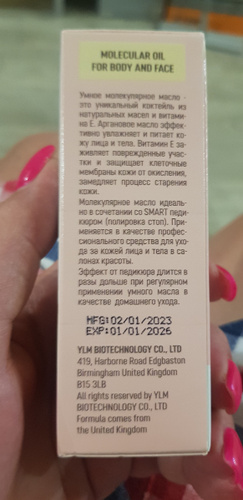 MOLECULAR OIL
FOR BODY AND FACE
Умное молекулярное масло -
это уникальный коктейль из
натуральных масел и витами-
на Е. Аргановое масло эффек-
тивно увлажняет и питает ко-
жу лица и тела. Витамин Е за-
живляет поврежденные учас-
тки и защищает клеточные
мембраны кожи от окисления,
замедляет процесс старения
кожи.
Молекулярное масло идеаль-
но в сочетании со SMART педи-
кюром (полировка стоп). При-
меняется в качестве профес-
сионального средства для ухо-
да за кожей лица и тела в са-
лонах красоты.
Эффект от педикюра длится в
разы дольше при регулярном
применении умного масла в
качестве домашнего ухода.
MFG:02/01/2023
EXP:01/01/2026
YLM BIOTECHNOLOGY CO., LTD
419, Harborne Road Edgbaston
Birmingham United Kingdom
B15 3LB
All rights reserved by YLM
BIOTECHNOLOGY CO., LTD
Formula comes from
the United Kingdom